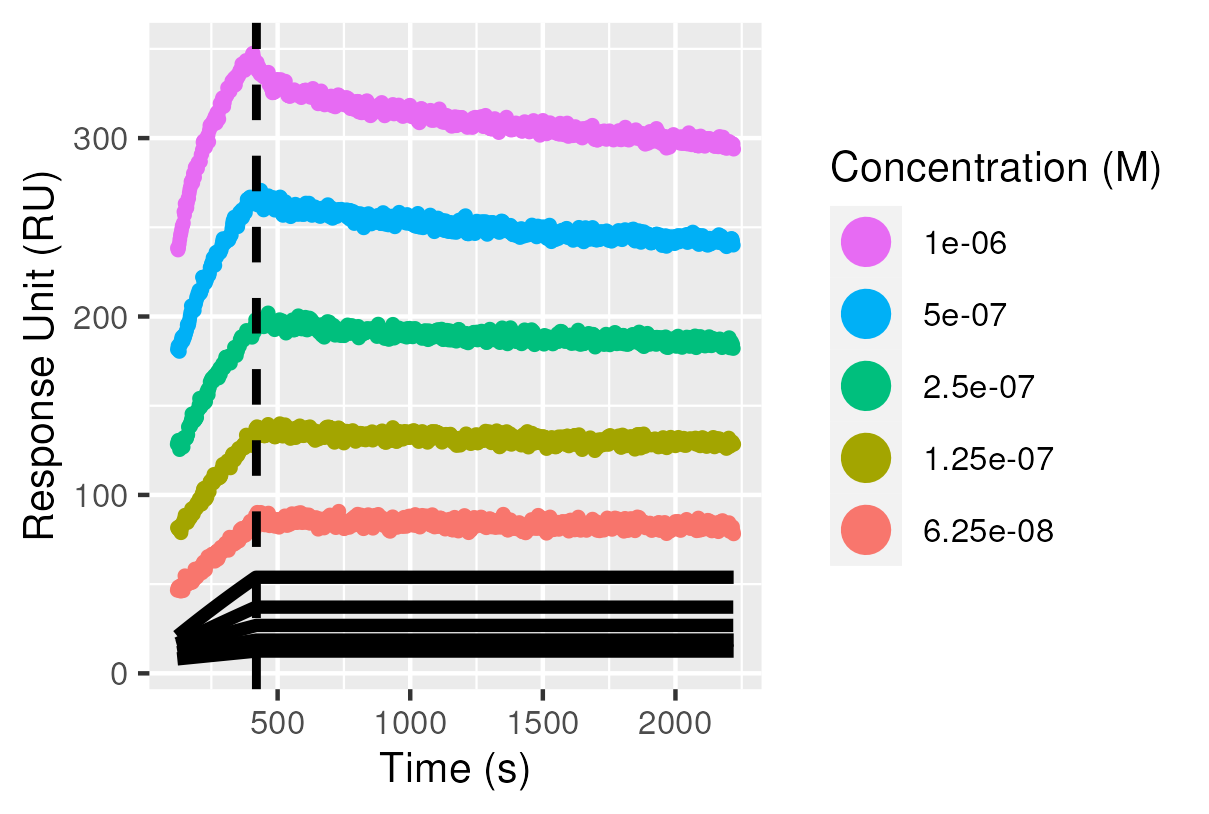 300
200
100
0
500
1000
1500
2000
Time (s)
Response Unit (RU)
Concentration (M)
1e-06
5e-07
2.5e-07
1.25e-07
6.25e-08